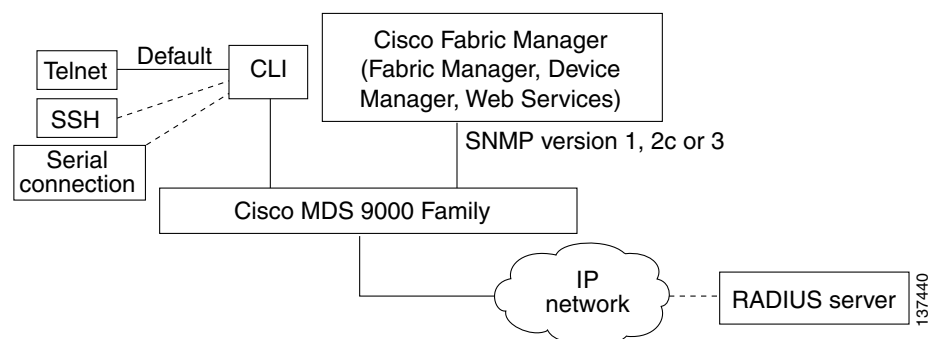 Telnet
Default
CLI
SSH
Serial
connection
Cisco Fabric Manager
(Fabric Manager, Device
Manager, Web Services)
SNMP version 1, 2c or 3
Cisco MDS 9000 Family
IP
network
RADIUS server
137440